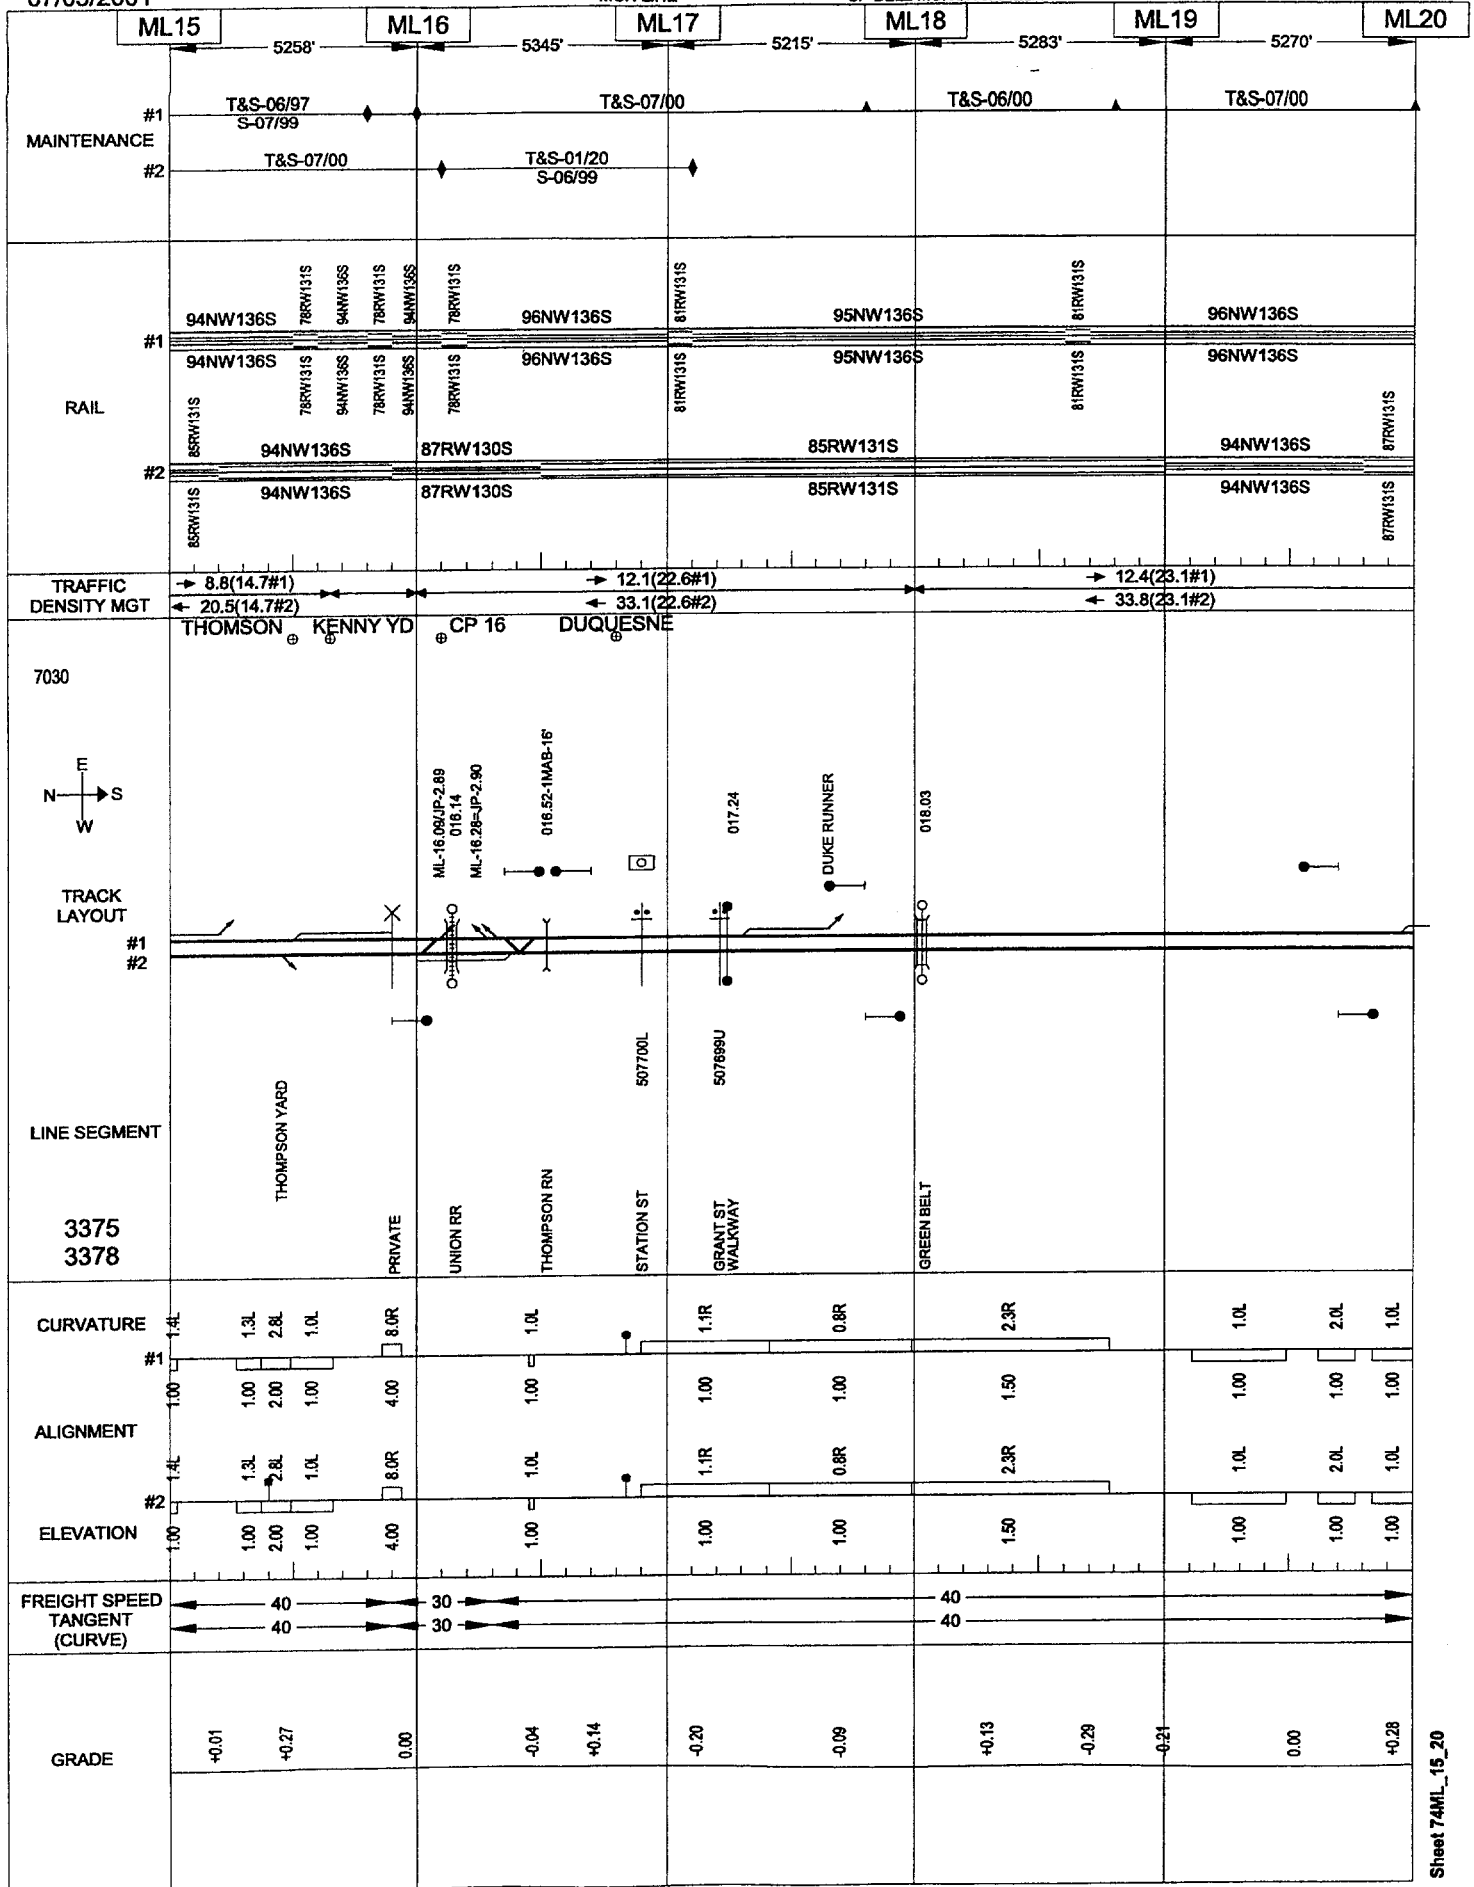 ML15 ML16 ML17 ML18 ML19 ML20
5258' 5345' 5215' 5283' 5270'
MAINTENANCE
#1 T&S-06/97 T&S-07/00 T&S-06/00 T&S-07/00
S-07/99
#2 T&S-07/00 T&S-01/20
S-06/99
RAIL
78RW131S 94NW136S 78RW131S 94NW136S 78RW131S 81RW131S 81RW131S
94NW136S 96NW136S 95NW136S 96NW136S
#1
94NW136S 96NW136S 95NW136S 96NW136S
78RW131S 94NW136S 78RW131S 94NW136S 78RW131S 81RW131S 81RW131S
85RW131S 87RW131S
94NW136S 87RW130S 85RW131S 94NW136S
#2
94NW136S 87RW130S 85RW131S 94NW136S
85RW131S 87RW131S
TRAFFIC
DENSITY MGT
8.8(14.7#1) 12.1(22.6#1) 12.4(23.1#1)
20.5(14.7#2) 33.1(22.6#2) 33.8(23.1#2)
THOMSON KENNY YD CP 16 DUQUESNE
7030
E
N S
W
ML-16.09/JP-2.89
016.14
ML-16.28=JP-2.90
016.52-1MAB-16'
017.24
DUKE RUNNER
018.03
TRACK
LAYOUT
#1
#2
507700L
507699U
LINE SEGMENT
3375
3378
THOMPSON YARD
PRIVATE
UNION RR
THOMPSON RN
STATION ST
GRANT ST
WALKWAY
GREEN BELT
CURVATURE
1.4L 1.3L 2.8L 1.0L 8.0R 1.0L 1.1R 0.8R 2.3R 1.0L 2.0L 1.0L
#1
1.00 1.00 2.00 1.00 4.00 1.00 1.00 1.00 1.50 1.00 1.00 1.00
ALIGNMENT
1.4L 1.3L 2.8L 1.0L 8.0R 1.0L 1.1R 0.8R 2.3R 1.0L 2.0L 1.0L
#2
ELEVATION
1.00 1.00 2.00 1.00 4.00 1.00 1.00 1.00 1.50 1.00 1.00 1.00
FREIGHT SPEED
TANGENT
(CURVE)
40 30 40
40 30 40
GRADE
+0.01 +0.27 0.00 -0.04 +0.14 -0.20 -0.09 +0.13 -0.29 -0.21 0.00 +0.28
Sheet 74ML_15_20